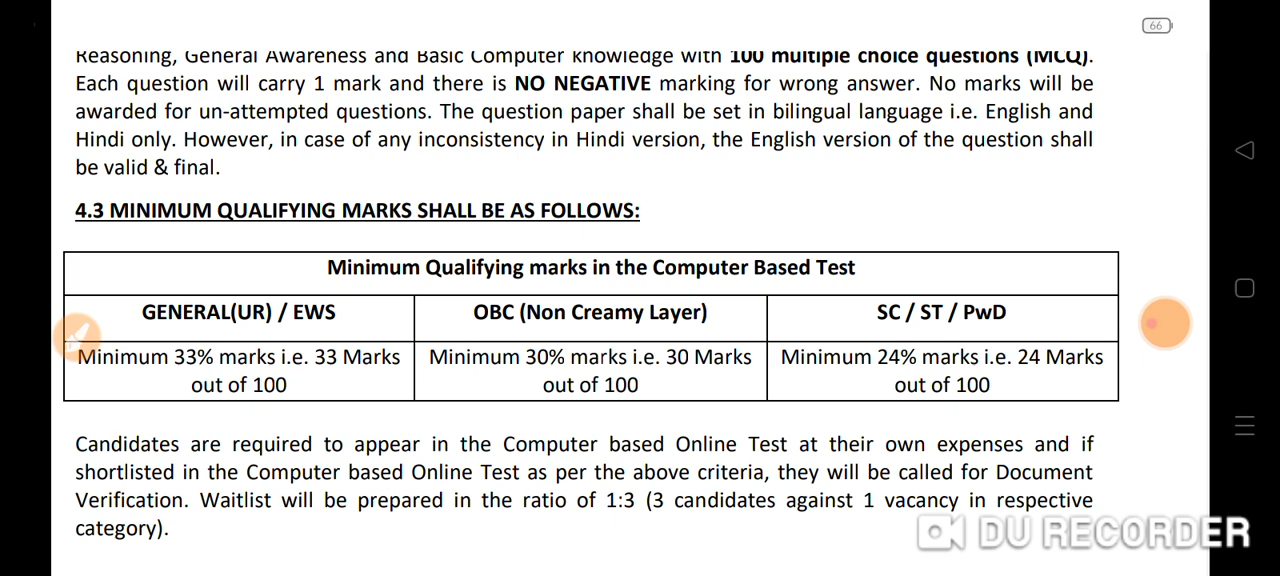 66
Reasoning, General Awareness and Basic Computer knowledge with 100 multiple choice questions (MCQ).
Each question will carry 1 mark and there is NO NEGATIVE marking for wrong answer. No marks will be
awarded for un-attempted questions. The question paper shall be set in bilingual language i.e. English and
Hindi only. However, in case of any inconsistency in Hindi version, the English version of the question shall
be valid & final.
4.3 MINIMUM QUALIFYING MARKS SHALL BE AS FOLLOWS:
Minimum Qualifying marks in the Computer Based Test
GENERAL(UR) / EWS
OBC (Non Creamy Layer)
SC / ST / PwD
Minimum 33% marks i.e. 33 Marks
out of 100
Minimum 30% marks i.e. 30 Marks
out of 100
Minimum 24% marks i.e. 24 Marks
out of 100
Candidates are required to appear in the Computer based Online Test at their own expenses and if
shortlisted in the Computer based Online Test as per the above criteria, they will be called for Document
Verification. Waitlist will be prepared in the ratio of 1:3 (3 candidates against 1 vacancy in respective
category).
DU RECORDER